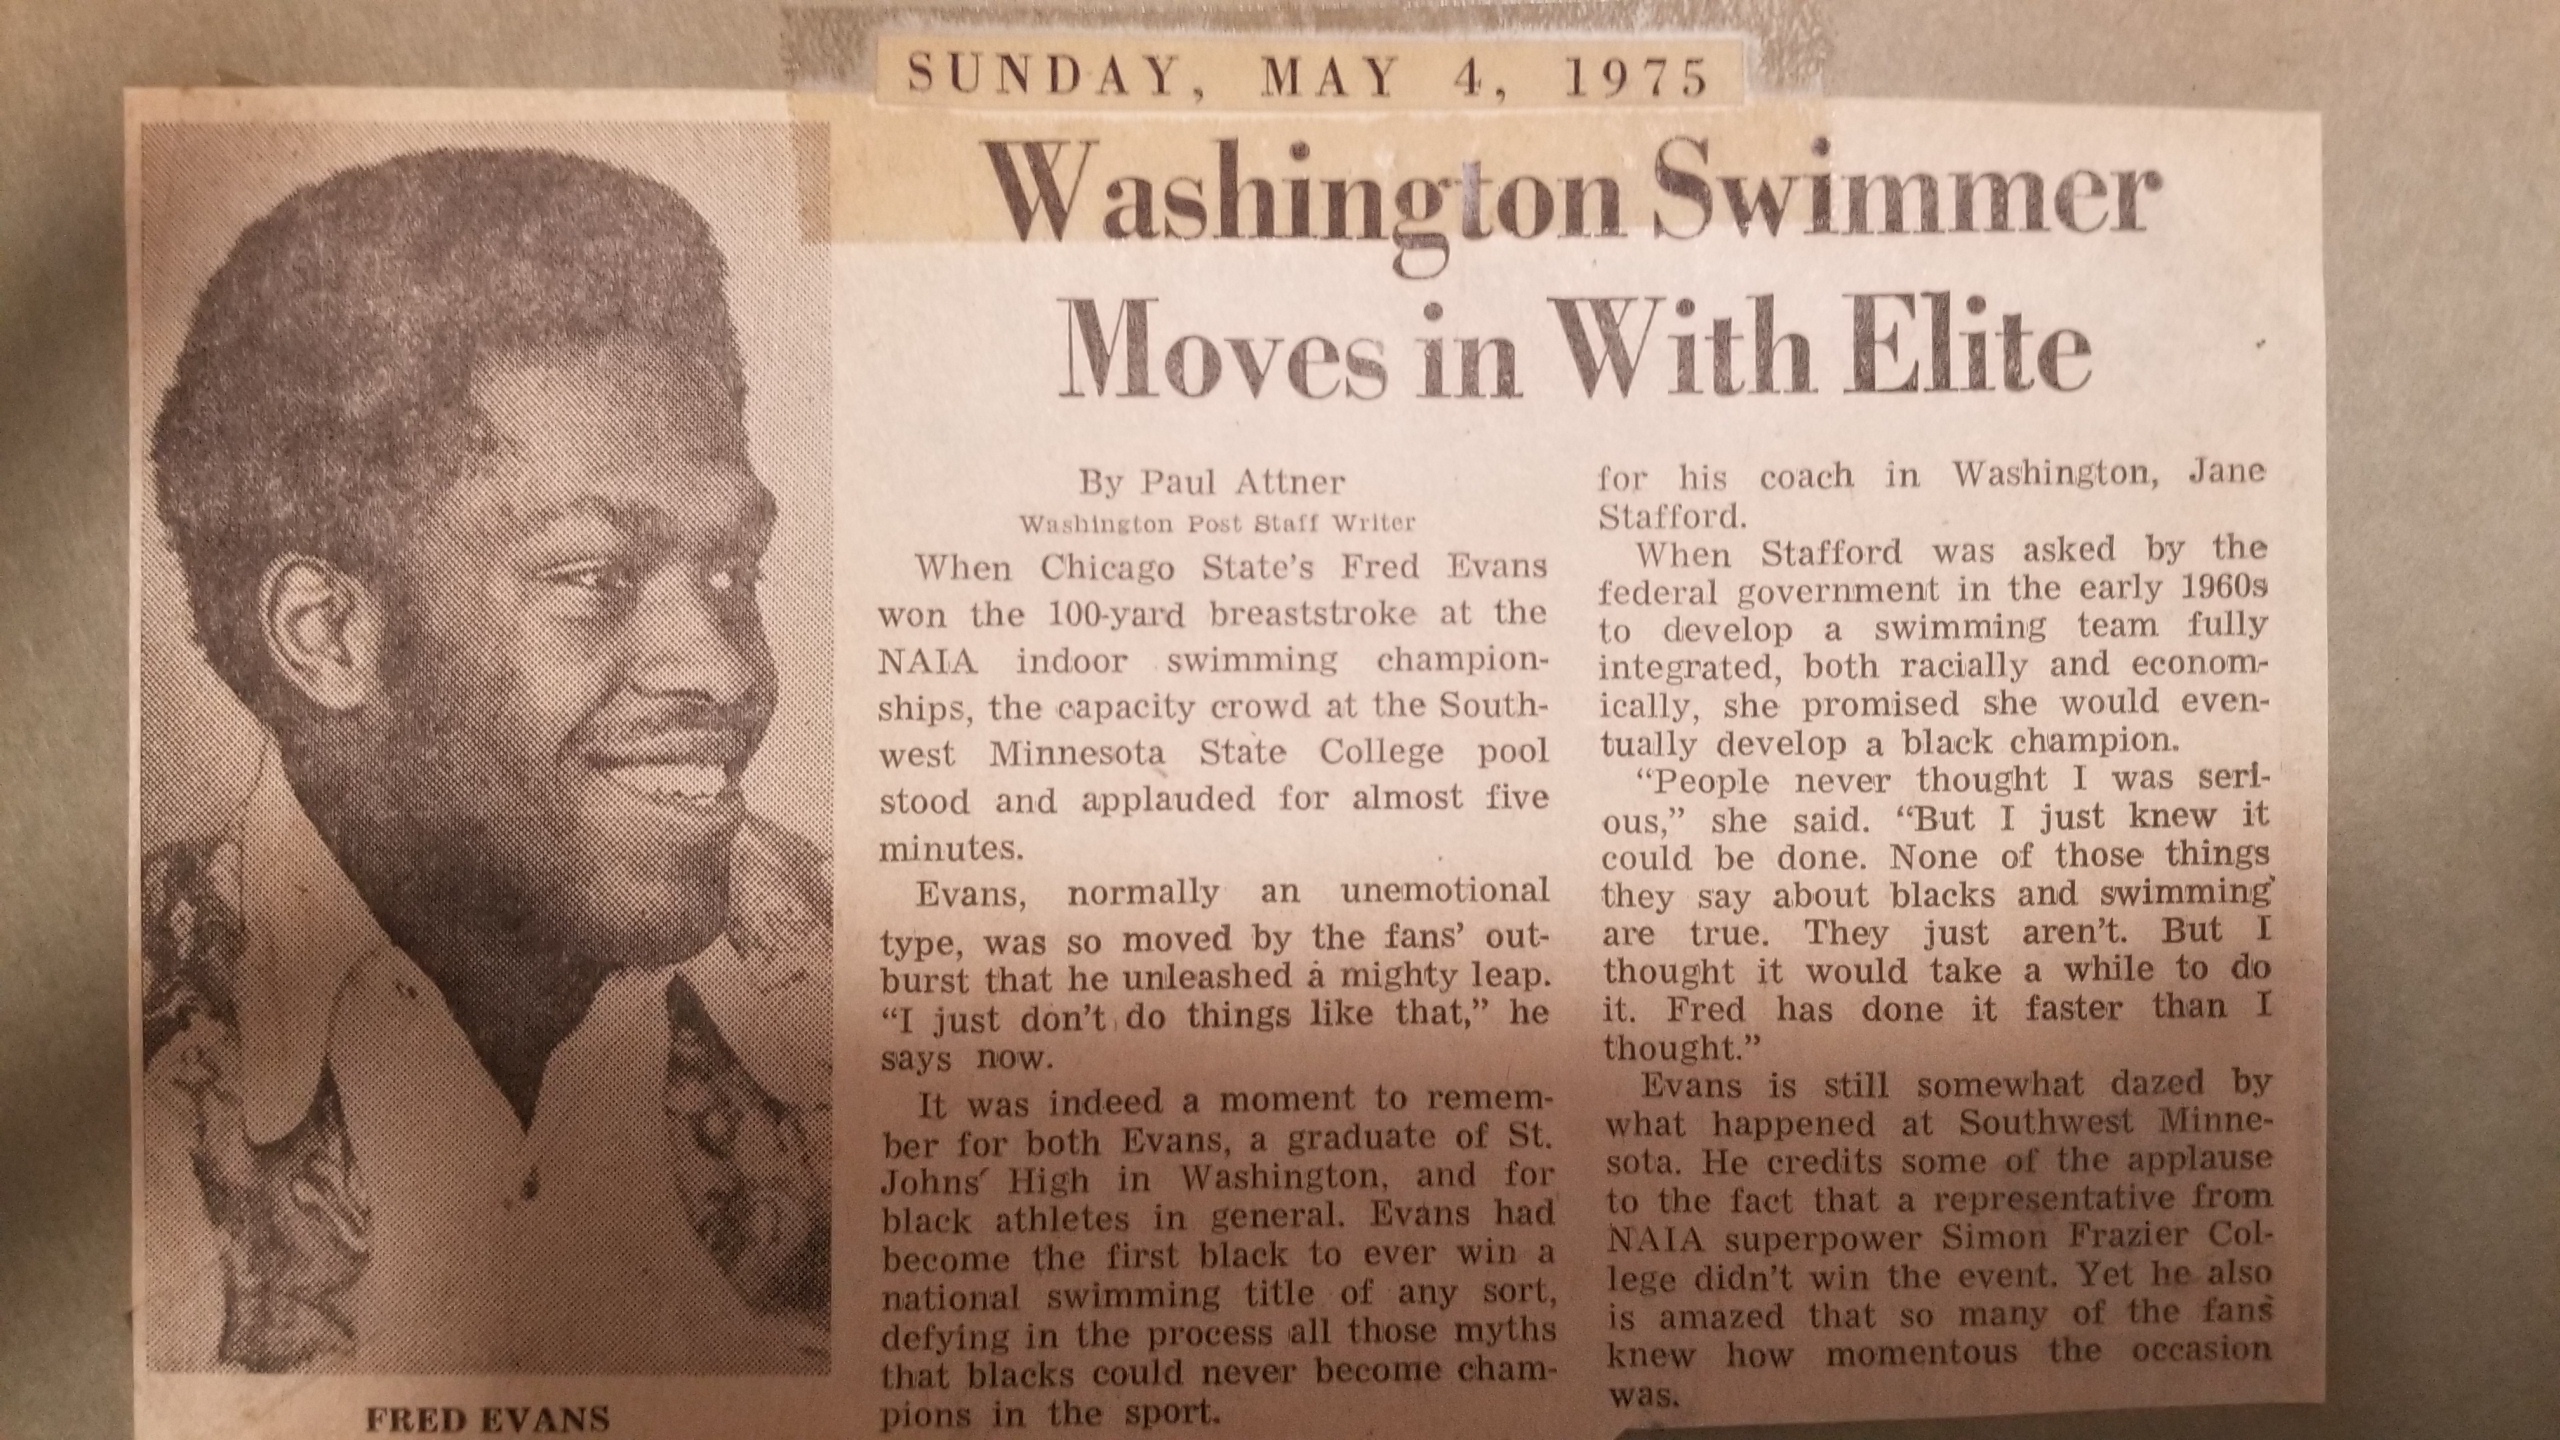 SUNDAY, MAY 4, 1975
Washington Swimmer
Moves in With Elite
By Paul Attner
Washington Post Staff Writer
When Chicago State's Fred Evans
won the 100-yard breaststroke at the
NAIA indoor swimming champion-
ships, the capacity crowd at the South-
west Minnesota State College pool
stood and applauded for almost five
minutes.
Evans, normally an unemotional
type, was so moved by the fans' out-
burst that he unleashed a mighty leap.
"I just don't do things like that," he
says now.
It was indeed a moment to remem-
ber for both Evans, a graduate of St.
Johns' High in Washington, and for
black athletes in general. Evans had
become the first black to ever win a
national swimming title of any sort,
defying in the process all those myths
that blacks could never become cham-
pions in the sport.
for his coach in Washington, Jane
Stafford.
When Stafford was asked by the
federal government in the early 1960s
to develop a swimming team fully
integrated, both racially and econom-
ically, she promised she would even-
tually develop a black champion.
"People never thought I was seri-
ous," she said. "But I just knew it
could be done. None of those things
they say about blacks and swimming
are true. They just aren't. But I
thought it would take a while to do
it. Fred has done it faster than I
thought."
Evans is still somewhat dazed by
what happened at Southwest Minne-
sota. He credits some of the applause
to the fact that a representative from
NAIA superpower Simon Frazier Col-
lege didn't win the event. Yet he also
is amazed that so many of the fans
knew how momentous the occasion
was.
FRED EVANS